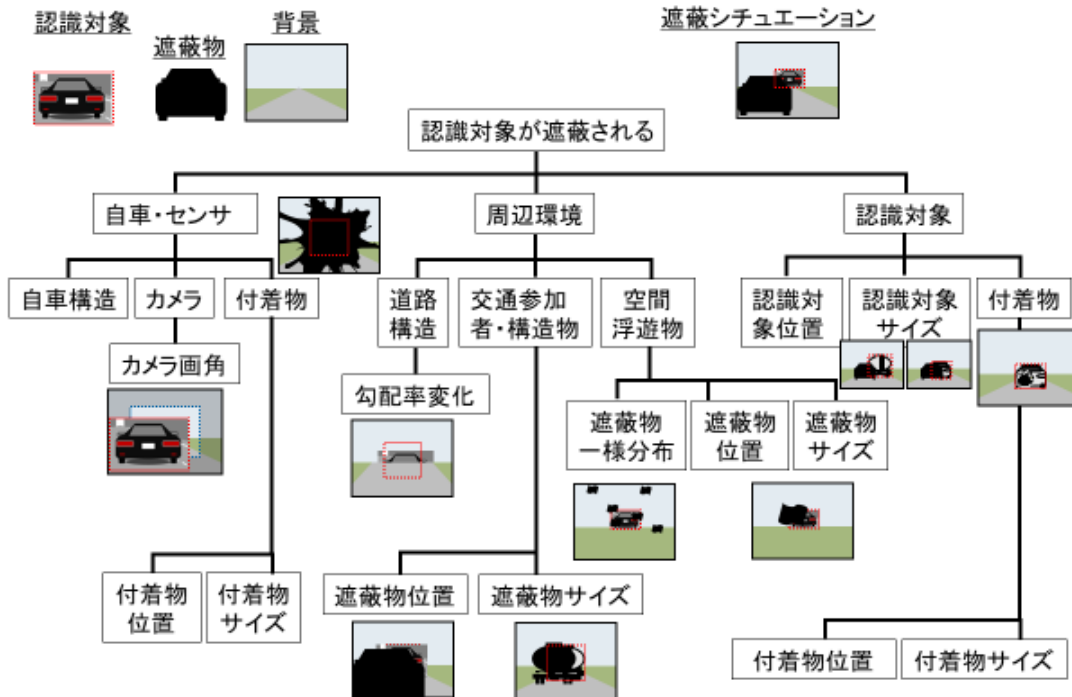 認識対象
遮蔽物
背景
遮蔽シチュエーション
認識対象が遮蔽される
自車・センサ
周辺環境
認識対象
自車構造
カメラ
付着物
道路
構造
交通参加
者・構造物
空間
浮遊物
認識対
象位置
認識対象
サイズ
付着物
カメラ画角
勾配率変化
遮蔽物
一様分布
遮蔽物
位置
遮蔽物
サイズ
付着物
位置
付着物
サイズ
遮蔽物位置
遮蔽物サイズ
付着物位置
付着物サイズ